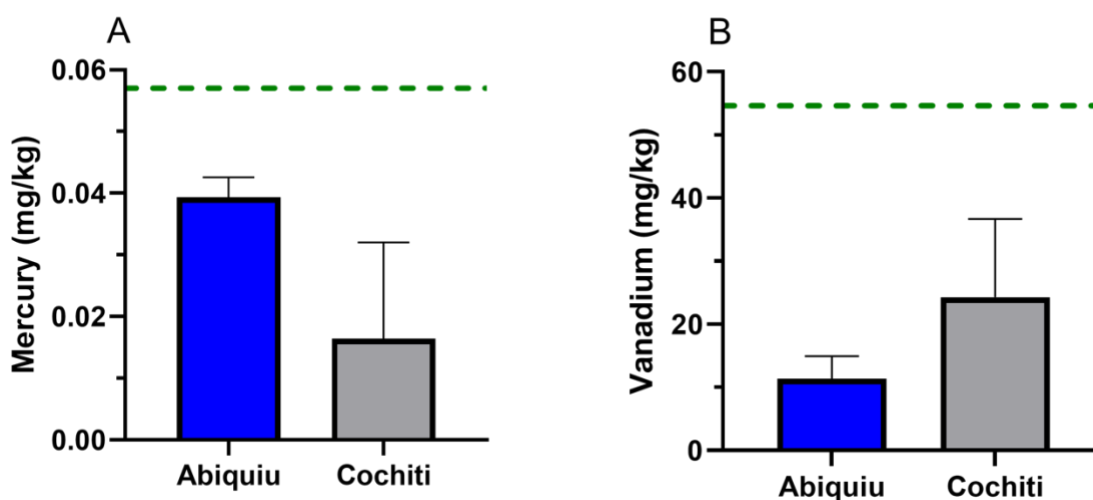 A
Mercury (mg/kg)
0.06
0.04
0.02
0.00
Abiquiu Cochiti
B
Vanadium (mg/kg)
60
40
20
0
Abiquiu Cochiti